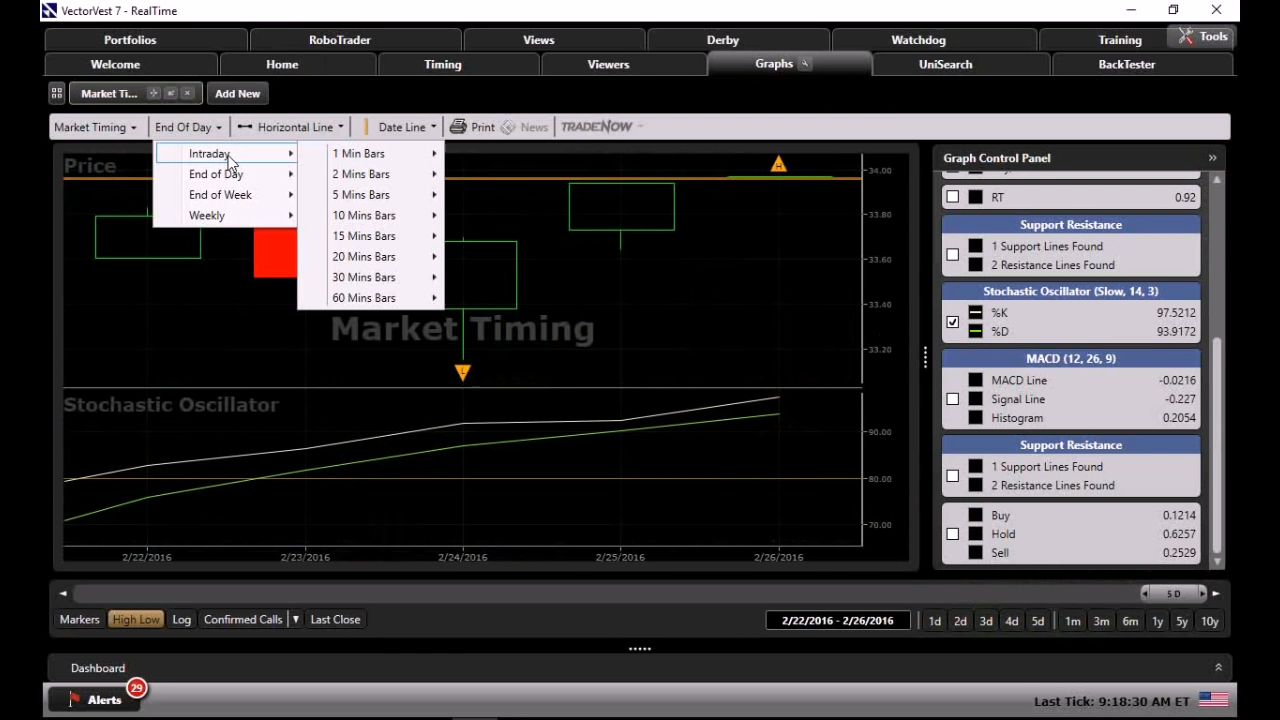 VectorVest 7 - RealTime
Portfolios RoboTrader Views Derby Watchdog Training Tools
Welcome Home Timing Viewers Graphs UniSearch BackTester
Market Ti... Add New
Market Timing End Of Day Horizontal Line Date Line Print News TRADENOW
Intraday
End of Day
End of Week
Weekly
1 Min Bars
2 Mins Bars
5 Mins Bars
10 Mins Bars
15 Mins Bars
20 Mins Bars
30 Mins Bars
60 Mins Bars
Price
H
L
Market Timing
34.00
33.80
33.60
33.40
33.20
Stochastic Oscillator
90.00
80.00
70.00
2/22/2016 2/23/2016 2/24/2016 2/25/2016 2/26/2016
Graph Control Panel
RT 0.92
Support Resistance
1 Support Lines Found
2 Resistance Lines Found
Stochastic Oscillator (Slow, 14, 3)
%K 97.5212
%D 93.9172
MACD (12, 26, 9)
MACD Line -0.0216
Signal Line -0.227
Histogram 0.2054
Support Resistance
1 Support Lines Found
2 Resistance Lines Found
Buy 0.1214
Hold 0.6257
Sell 0.2529
5 D
Markers High Low Log Confirmed Calls Last Close 2/22/2016 - 2/26/2016 1d 2d 3d 4d 5d 1m 3m 6m 1y 5y 10y
Dashboard
Alerts 29 Last Tick: 9:18:30 AM ET